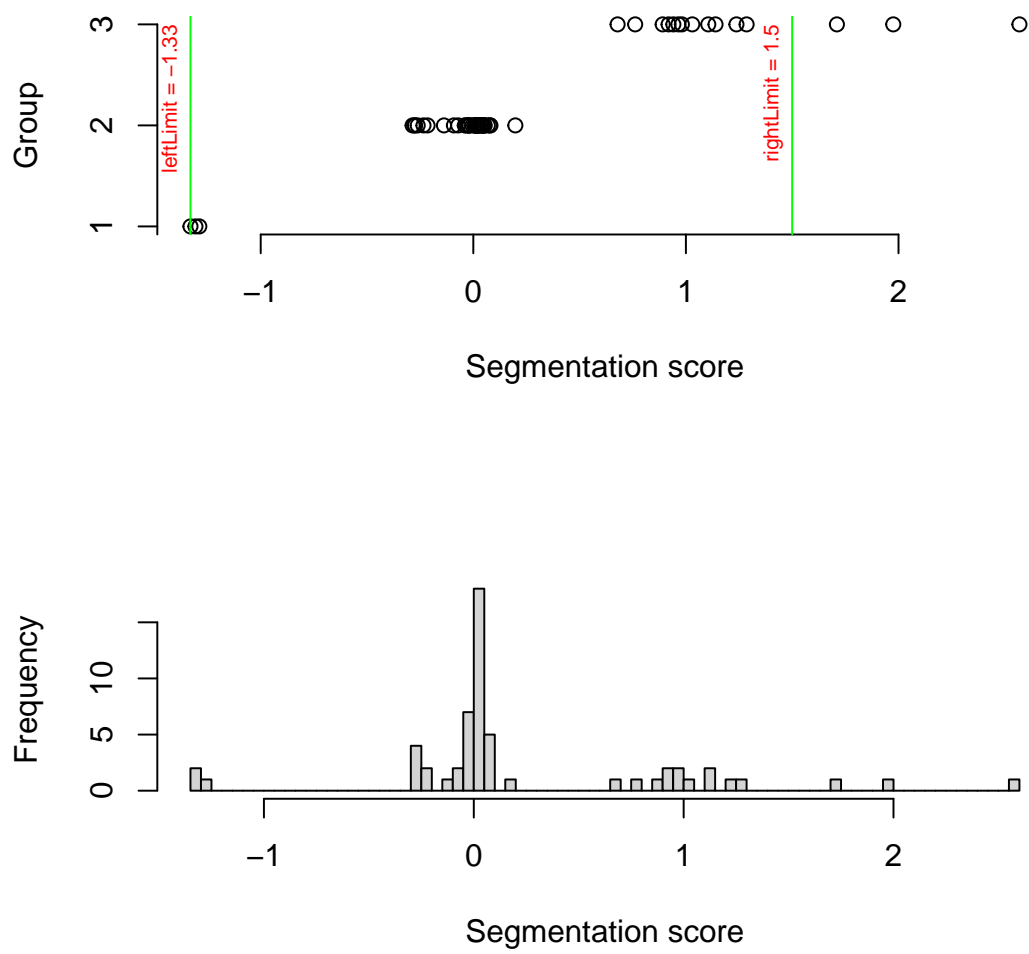 3
2
1
Group
leftLimit = −1.33
rightLimit = 1.5
−1 0 1 2
Segmentation score
10
5
0
Frequency
−1 0 1 2
Segmentation score